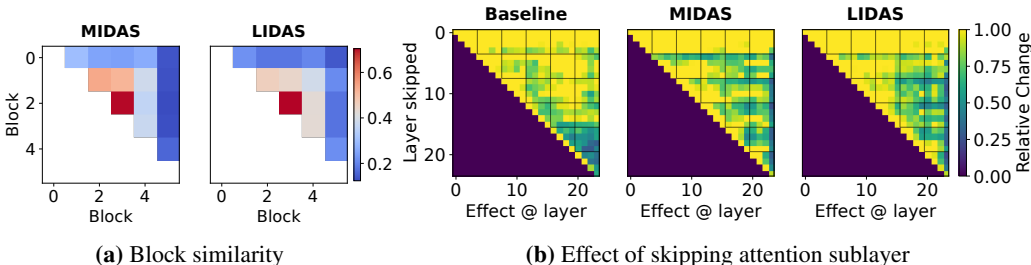 MIDAS
LIDAS
Block
0
2
4
0
2
4
Block
0
2
4
Block
0.6
0.4
0.2
(a) Block similarity
Baseline
MIDAS
LIDAS
Layer skipped
0
10
20
0
10
20
Effect @ layer
0
10
20
Effect @ layer
0
10
20
Effect @ layer
1.00
0.75
0.50
0.25
0.00
Relative Change
(b) Effect of skipping attention sublayer